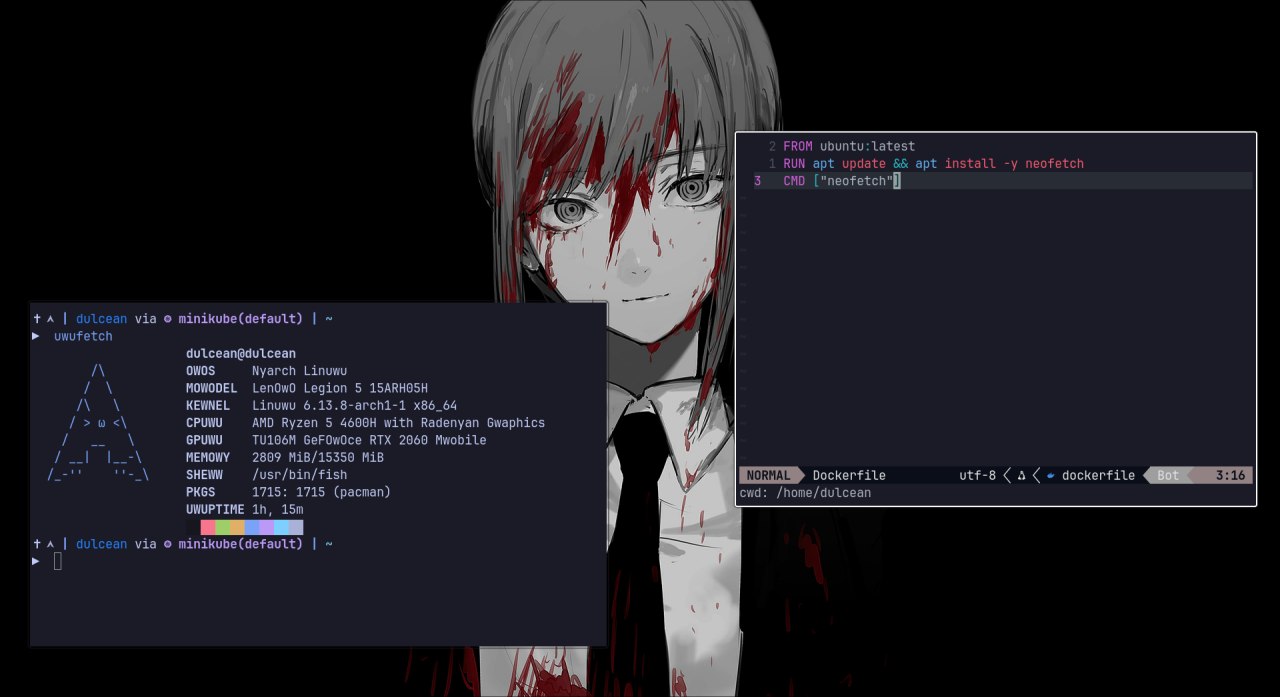 ✝ ⋏ | dulcean via ⚙ minikube(default) | ~
▶ uwufetch
dulcean@dulcean
OWOS Nyarch Linuwu
MOWODEL LenOwO Legion 5 15ARH05H
KEWNEL Linuwu 6.13.8-arch1-1 x86_64
CPUWU AMD Ryzen 5 4600H with Radenyan Gwaphics
GPUWU TU106M GeFOwOce RTX 2060 Mwobile
MEMOWY 2809 MiB/15350 MiB
SHEWW /usr/bin/fish
PKGS 1715: 1715 (pacman)
UWUPTIME 1h, 15m
/\
/  \
/\   \
/ > ω <\
/   __   \
/ __|  |__-\
/_-''    ''-_\
✝ ⋏ | dulcean via ⚙ minikube(default) | ~
▶
2 FROM ubuntu:latest
1 RUN apt update && apt install -y neofetch
3 CMD ["neofetch"]
NORMAL Dockerfile utf-8 dockerfile Bot 3:16
cwd: /home/dulcean